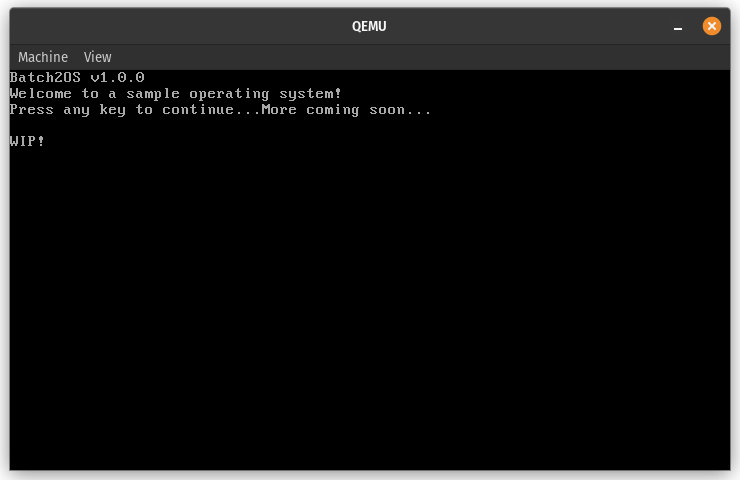 QEMU
Machine View
Batch2OS v1.0.0
Welcome to a sample operating system!
Press any key to continue...More coming soon...
WIP!